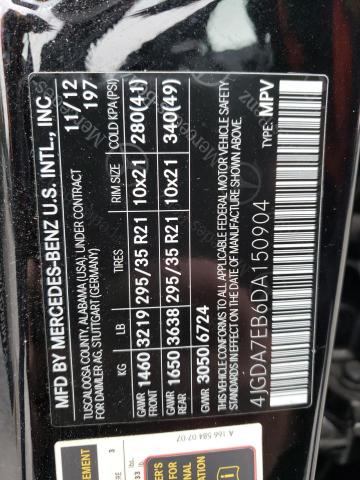 MFD BY MERCEDES-BENZ U.S. INTL., INC.
TUSCALOOSA COUNTY, ALABAMA (USA), UNDER CONTRACT
FOR DAIMLER AG, STUTTGART (GERMANY)
11/12
197
KG LB TIRES RIM SIZE COLD KPA (PSI)
GAWR FRONT 1460 3219 295/35 R21 10x21 280(41)
GAWR REAR 1650 3638 295/35 R21 10x21 340(49)
GVWR 3050 6724
THIS VEHICLE CONFORMS TO ALL APPLICABLE FEDERAL MOTOR VEHICLE SAFETY
STANDARDS IN EFFECT ON THE DATE OF MANUFACTURE SHOWN ABOVE.
4JGDA7EB6DA150904
TYPE: MPV
A 166 584 07 07